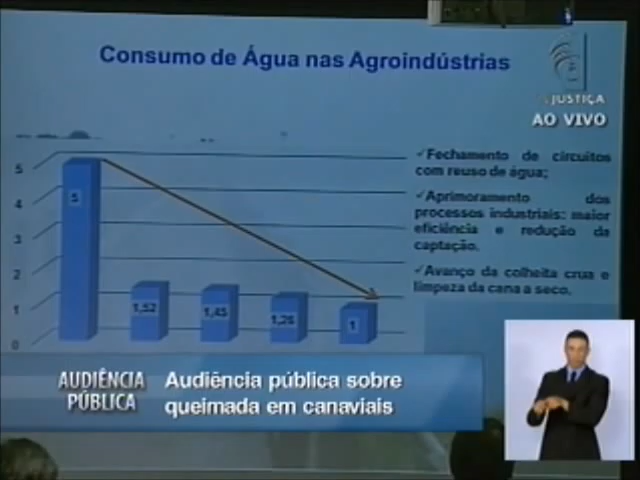 Consumo de Água nas Agroindústrias
JUSTIÇA
AO VIVO
✓Fechamento de circuitos
com reuso de água;
✓Aprimoramento dos
processos industriais: maior
eficiência e redução da
captação.
✓Avanço da colheita crua e
limpeza da cana a seco.
5
4
3
2
1
0
5
1,52
1,45
1,26
1
AUDIÊNCIA
PÚBLICA
Audiência pública sobre
queimada em canaviais